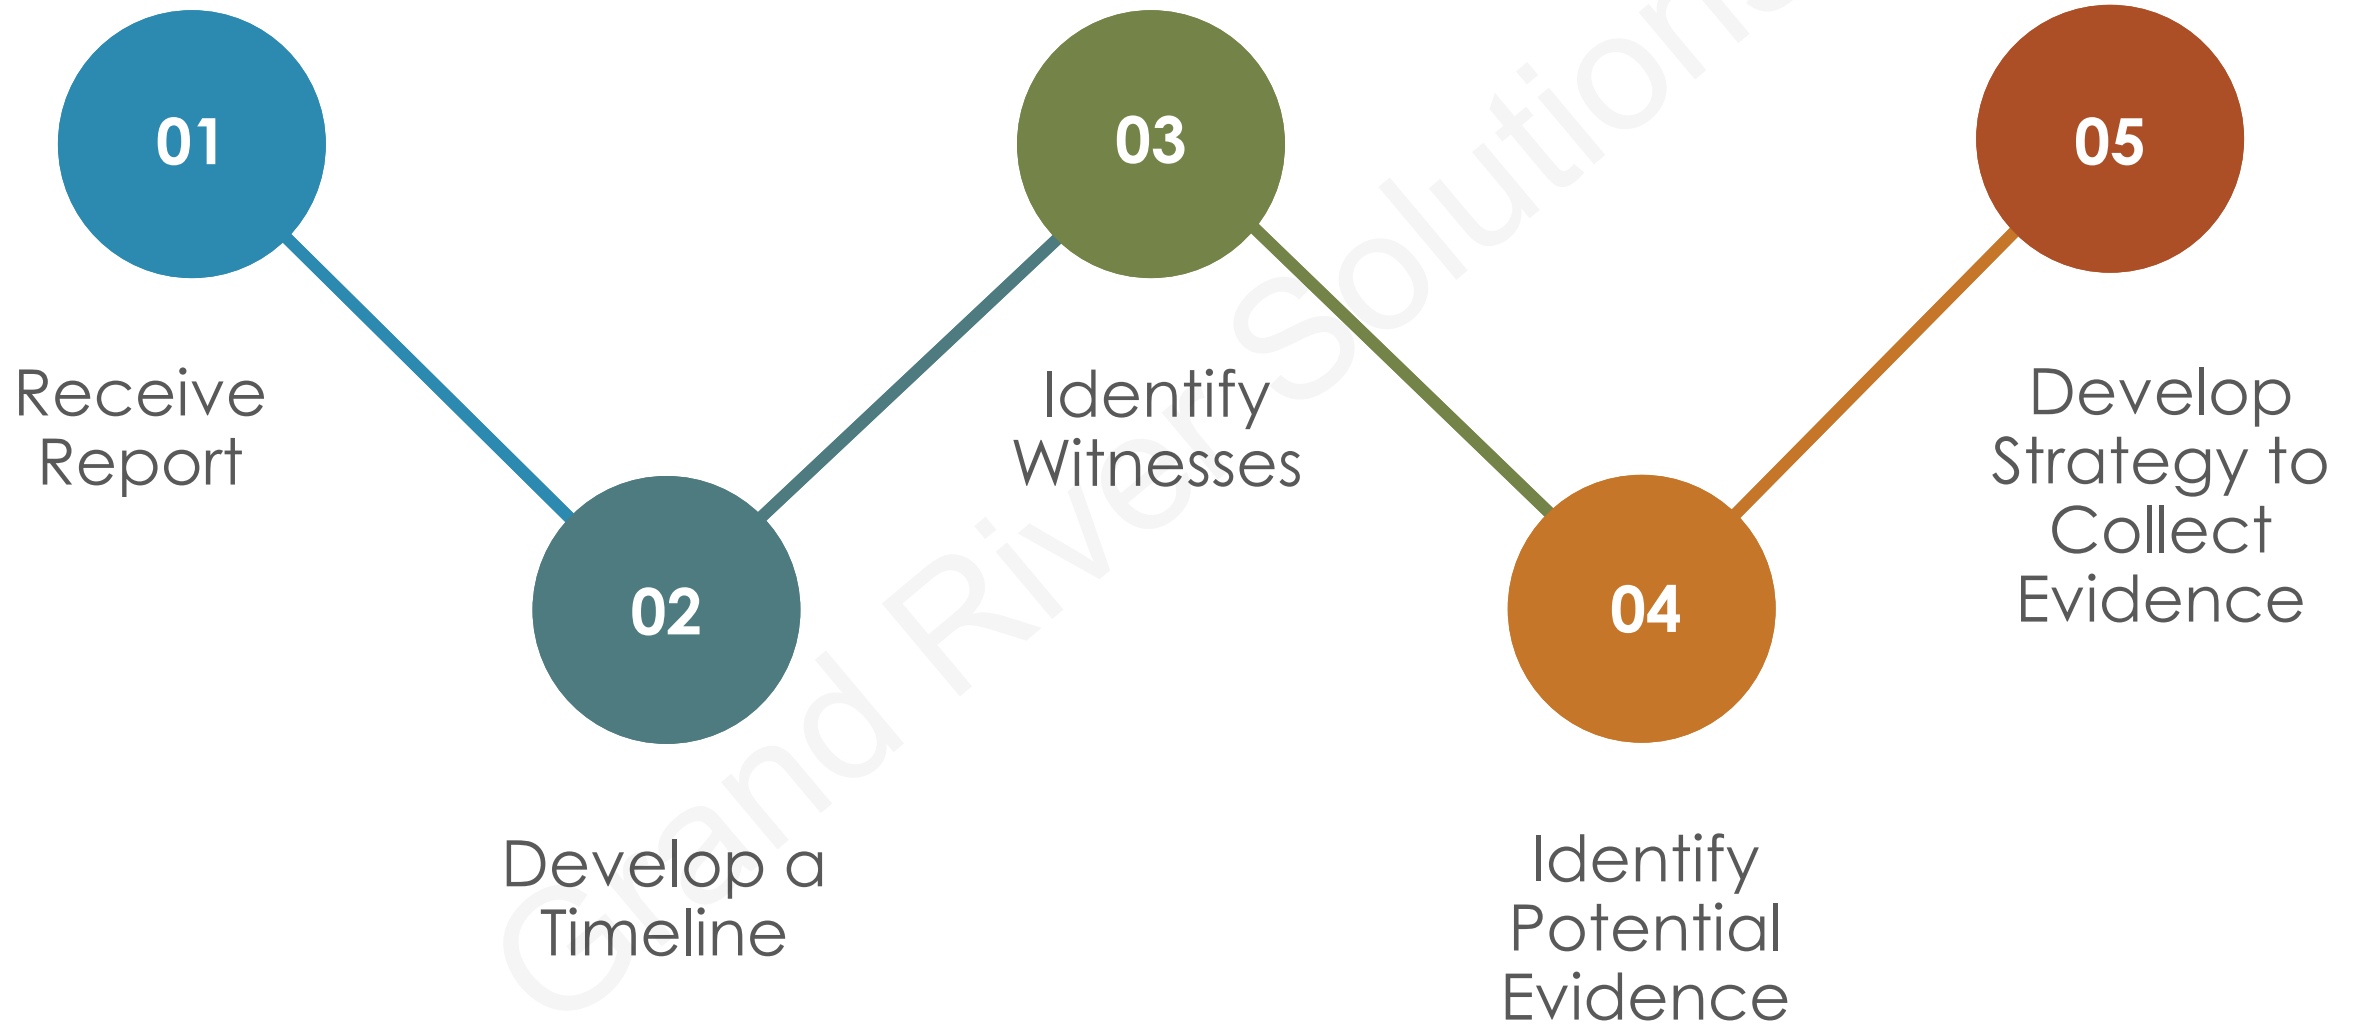 01
Receive
Report
02
Develop a
Timeline
03
Identify
Witnesses
04
Identify
Potential
Evidence
05
Develop
Strategy to
Collect
Evidence
Grand River Solutions